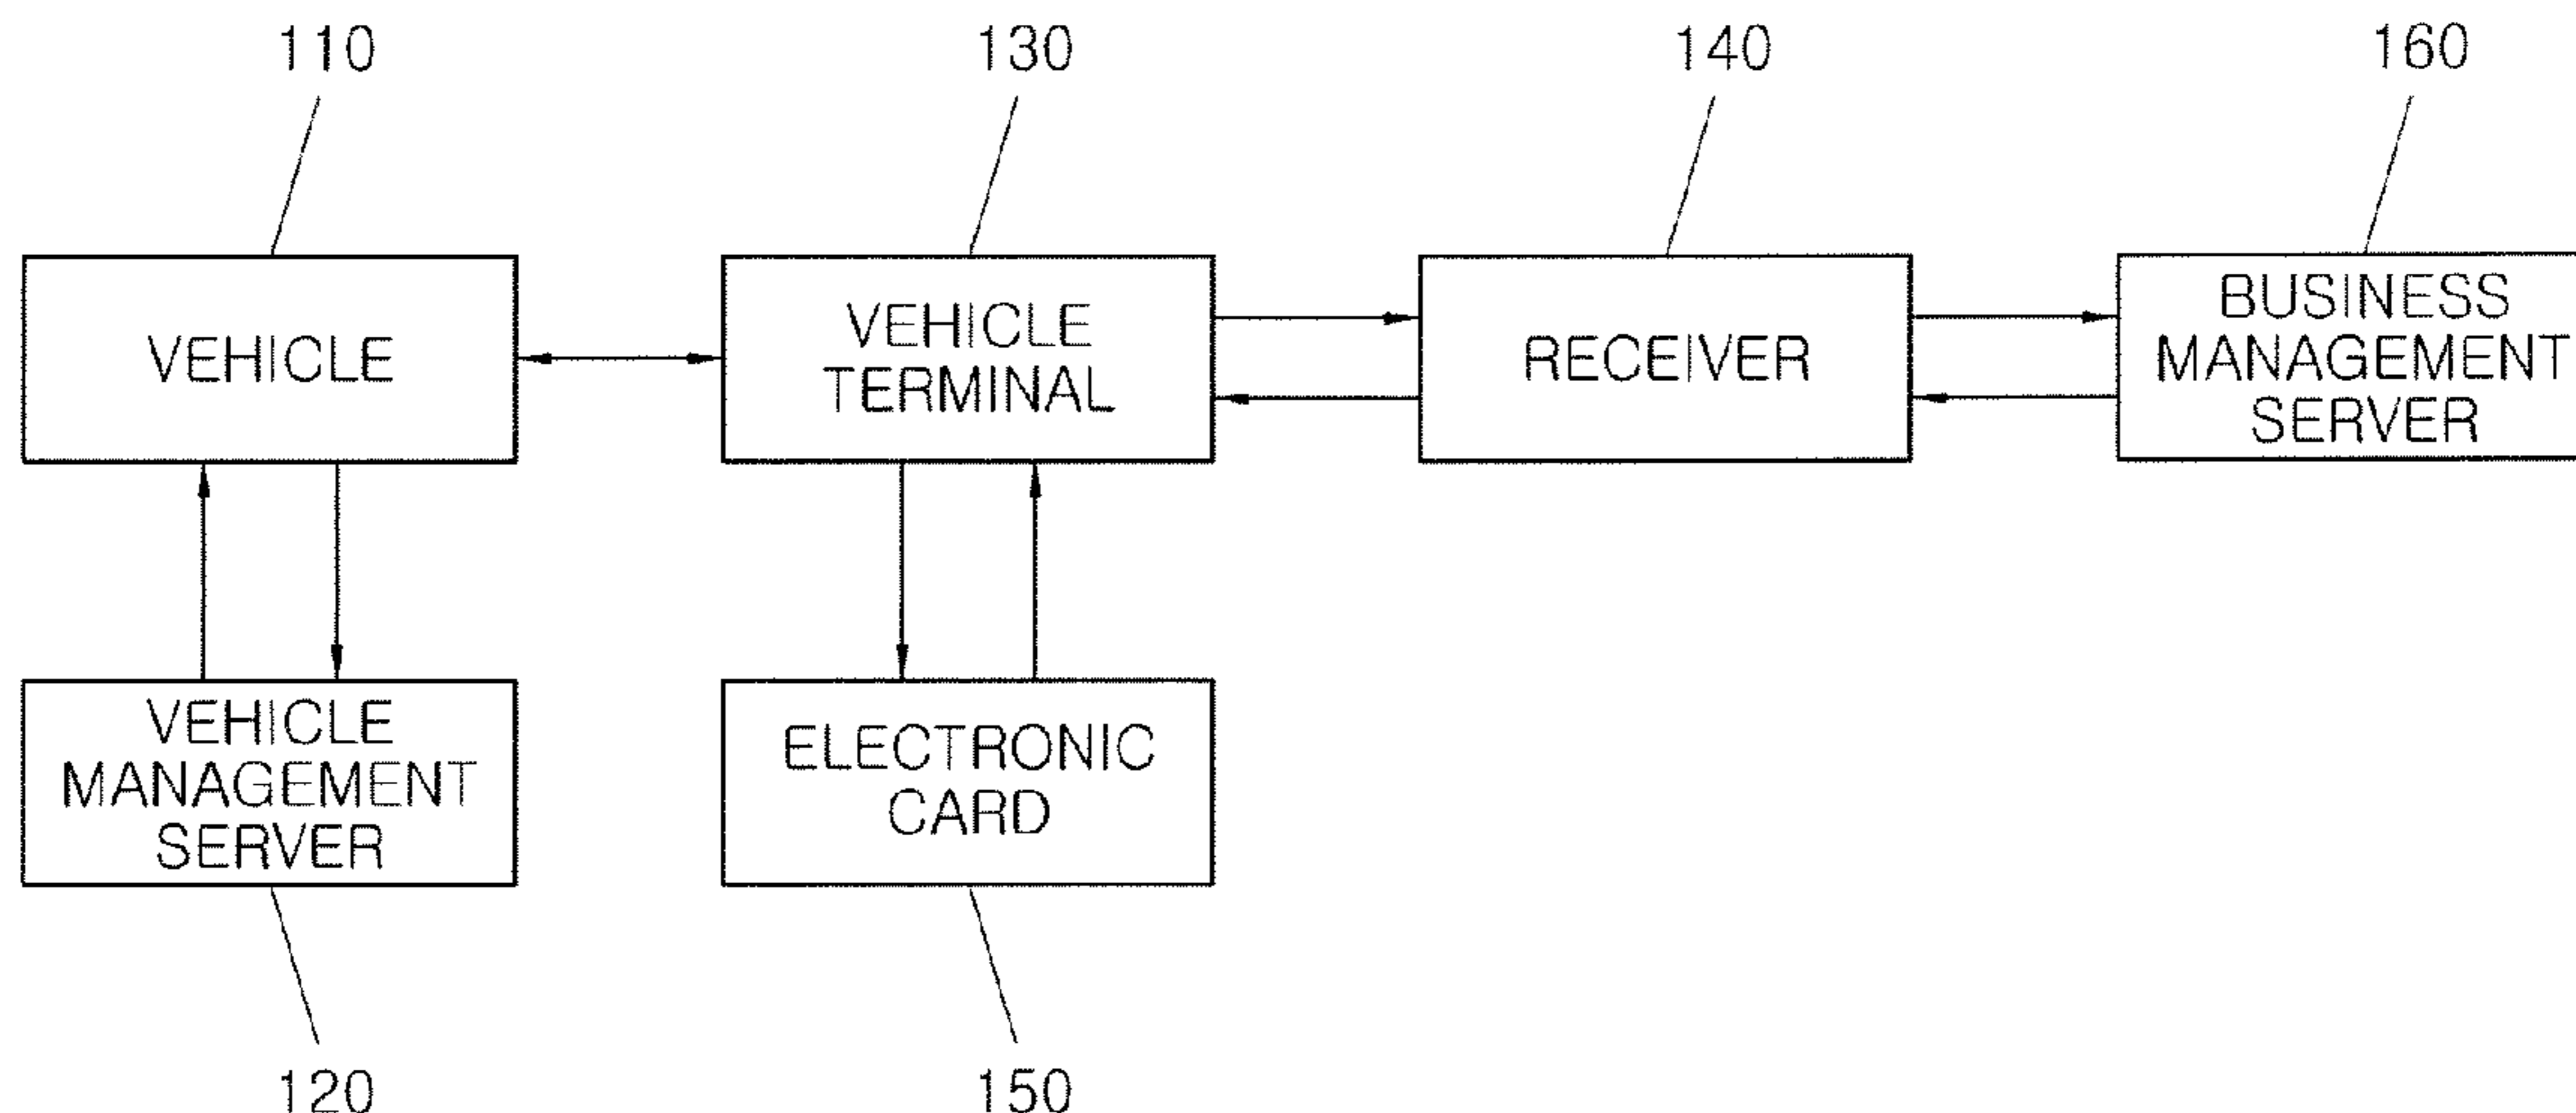 110
130
140
160
VEHICLE
VEHICLE
TERMINAL
RECEIVER
BUSINESS
MANAGEMENT
SERVER
VEHICLE
MANAGEMENT
SERVER
ELECTRONIC
CARD
120
150